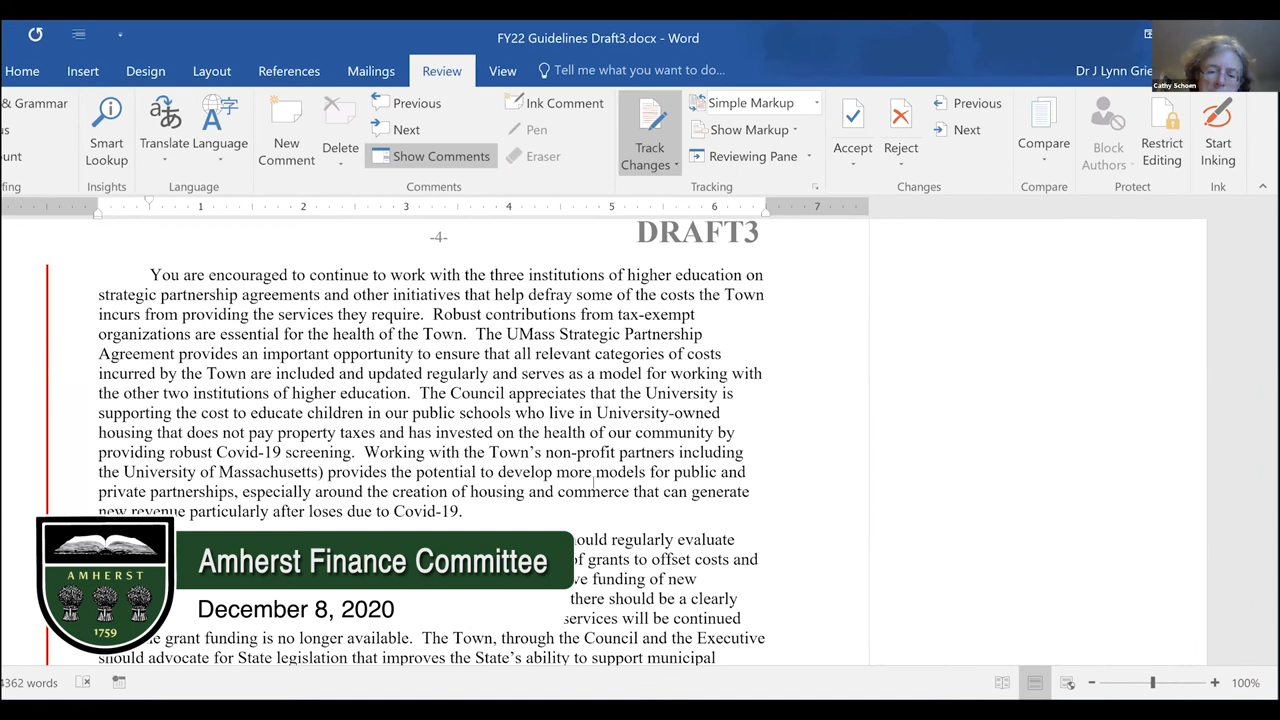 FY22 Guidelines Draft3.docx - Word
Home Insert Design Layout References Mailings Review View Tell me what you want to do... Dr J Lynn Grie
Cathy Schoen
& Grammar
Smart Lookup
Insights
Translate Language
Language
New Comment
Delete
Previous
Next
Show Comments
Ink Comment
Pen
Eraser
Comments
Track Changes
Simple Markup
Show Markup
Reviewing Pane
Tracking
Accept
Reject
Previous
Next
Changes
Compare
Compare
Block Authors
Restrict Editing
Protect
Start Inking
Ink
1 2 3 4 5 6 7
-4- DRAFT3
You are encouraged to continue to work with the three institutions of higher education on
strategic partnership agreements and other initiatives that help defray some of the costs the Town
incurs from providing the services they require. Robust contributions from tax-exempt
organizations are essential for the health of the Town. The UMass Strategic Partnership
Agreement provides an important opportunity to ensure that all relevant categories of costs
incurred by the Town are included and updated regularly and serves as a model for working with
the other two institutions of higher education. The Council appreciates that the University is
supporting the cost to educate children in our public schools who live in University-owned
housing that does not pay property taxes and has invested on the health of our community by
providing robust Covid-19 screening. Working with the Town's non-profit partners including
the University of Massachusetts) provides the potential to develop more models for public and
private partnerships, especially around the creation of housing and commerce that can generate
new revenue particularly after loses due to Covid-19.
ould regularly evaluate
of grants to offset costs and
ve funding of new
there should be a clearly
services will be continued
grant funding is no longer available. The Town, through the Council and the Executive
should advocate for State legislation that improves the State's ability to support municipal
AMHERST
1759
Amherst Finance Committee
December 8, 2020
4362 words
100%